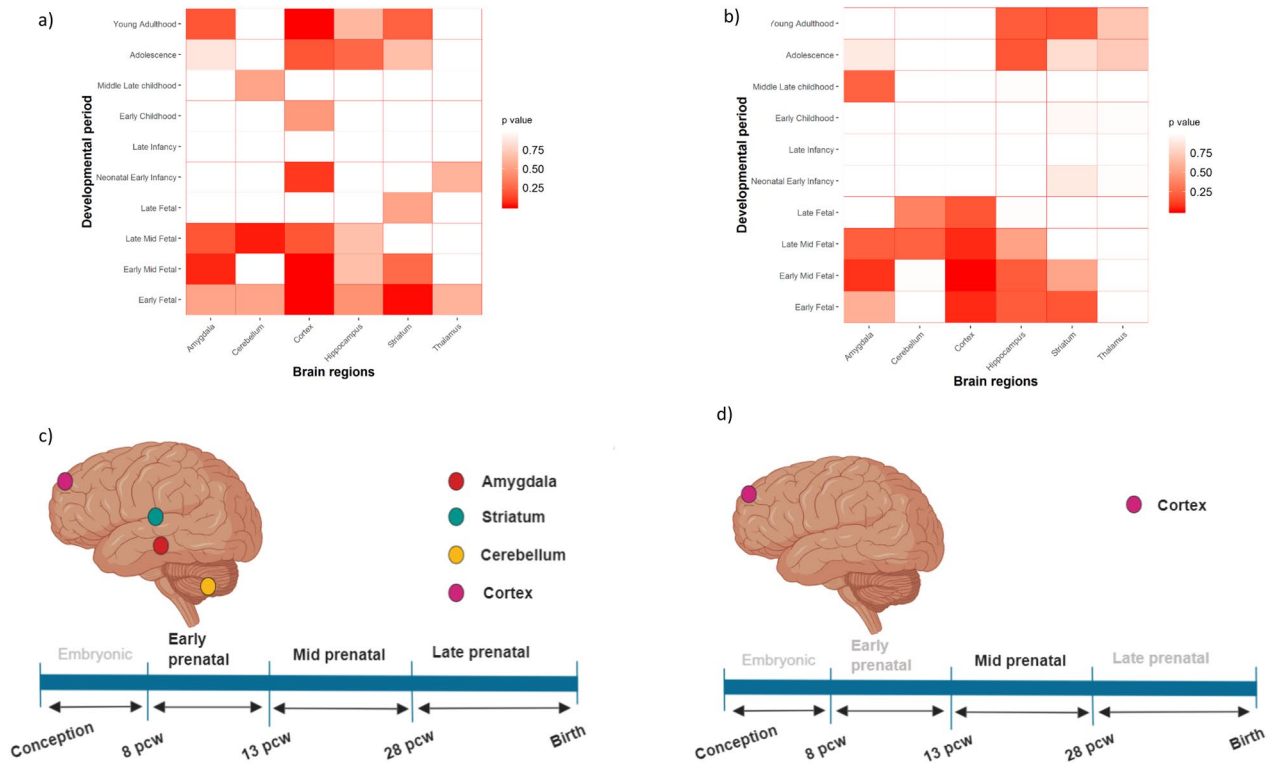 a)
Developmental period
Young Adulthood
Adolescence
Middle Late childhood
Early Childhood
Late Infancy
Neonatal Early Infancy
Late Fetal
Late Mid Fetal
Early Mid Fetal
Early Fetal
Amygdala
Cerebellum
Cortex
Hippocampus
Striatum
Thalamus
Brain regions
p value
0.75
0.50
0.25
b)
Developmental period
Young Adulthood
Adolescence
Middle Late childhood
Early Childhood
Late Infancy
Neonatal Early Infancy
Late Fetal
Late Mid Fetal
Early Mid Fetal
Early Fetal
Amygdala
Cerebellum
Cortex
Hippocampus
Striatum
Thalamus
Brain regions
p value
0.75
0.50
0.25
c)
Amygdala
Striatum
Cerebellum
Cortex
Embryonic
Early
prenatal
Mid prenatal
Late prenatal
Conception
8 pcw
13 pcw
28 pcw
Birth
d)
Cortex
Embryonic
Early
prenatal
Mid prenatal
Late prenatal
Conception
8 pcw
13 pcw
28 pcw
Birth